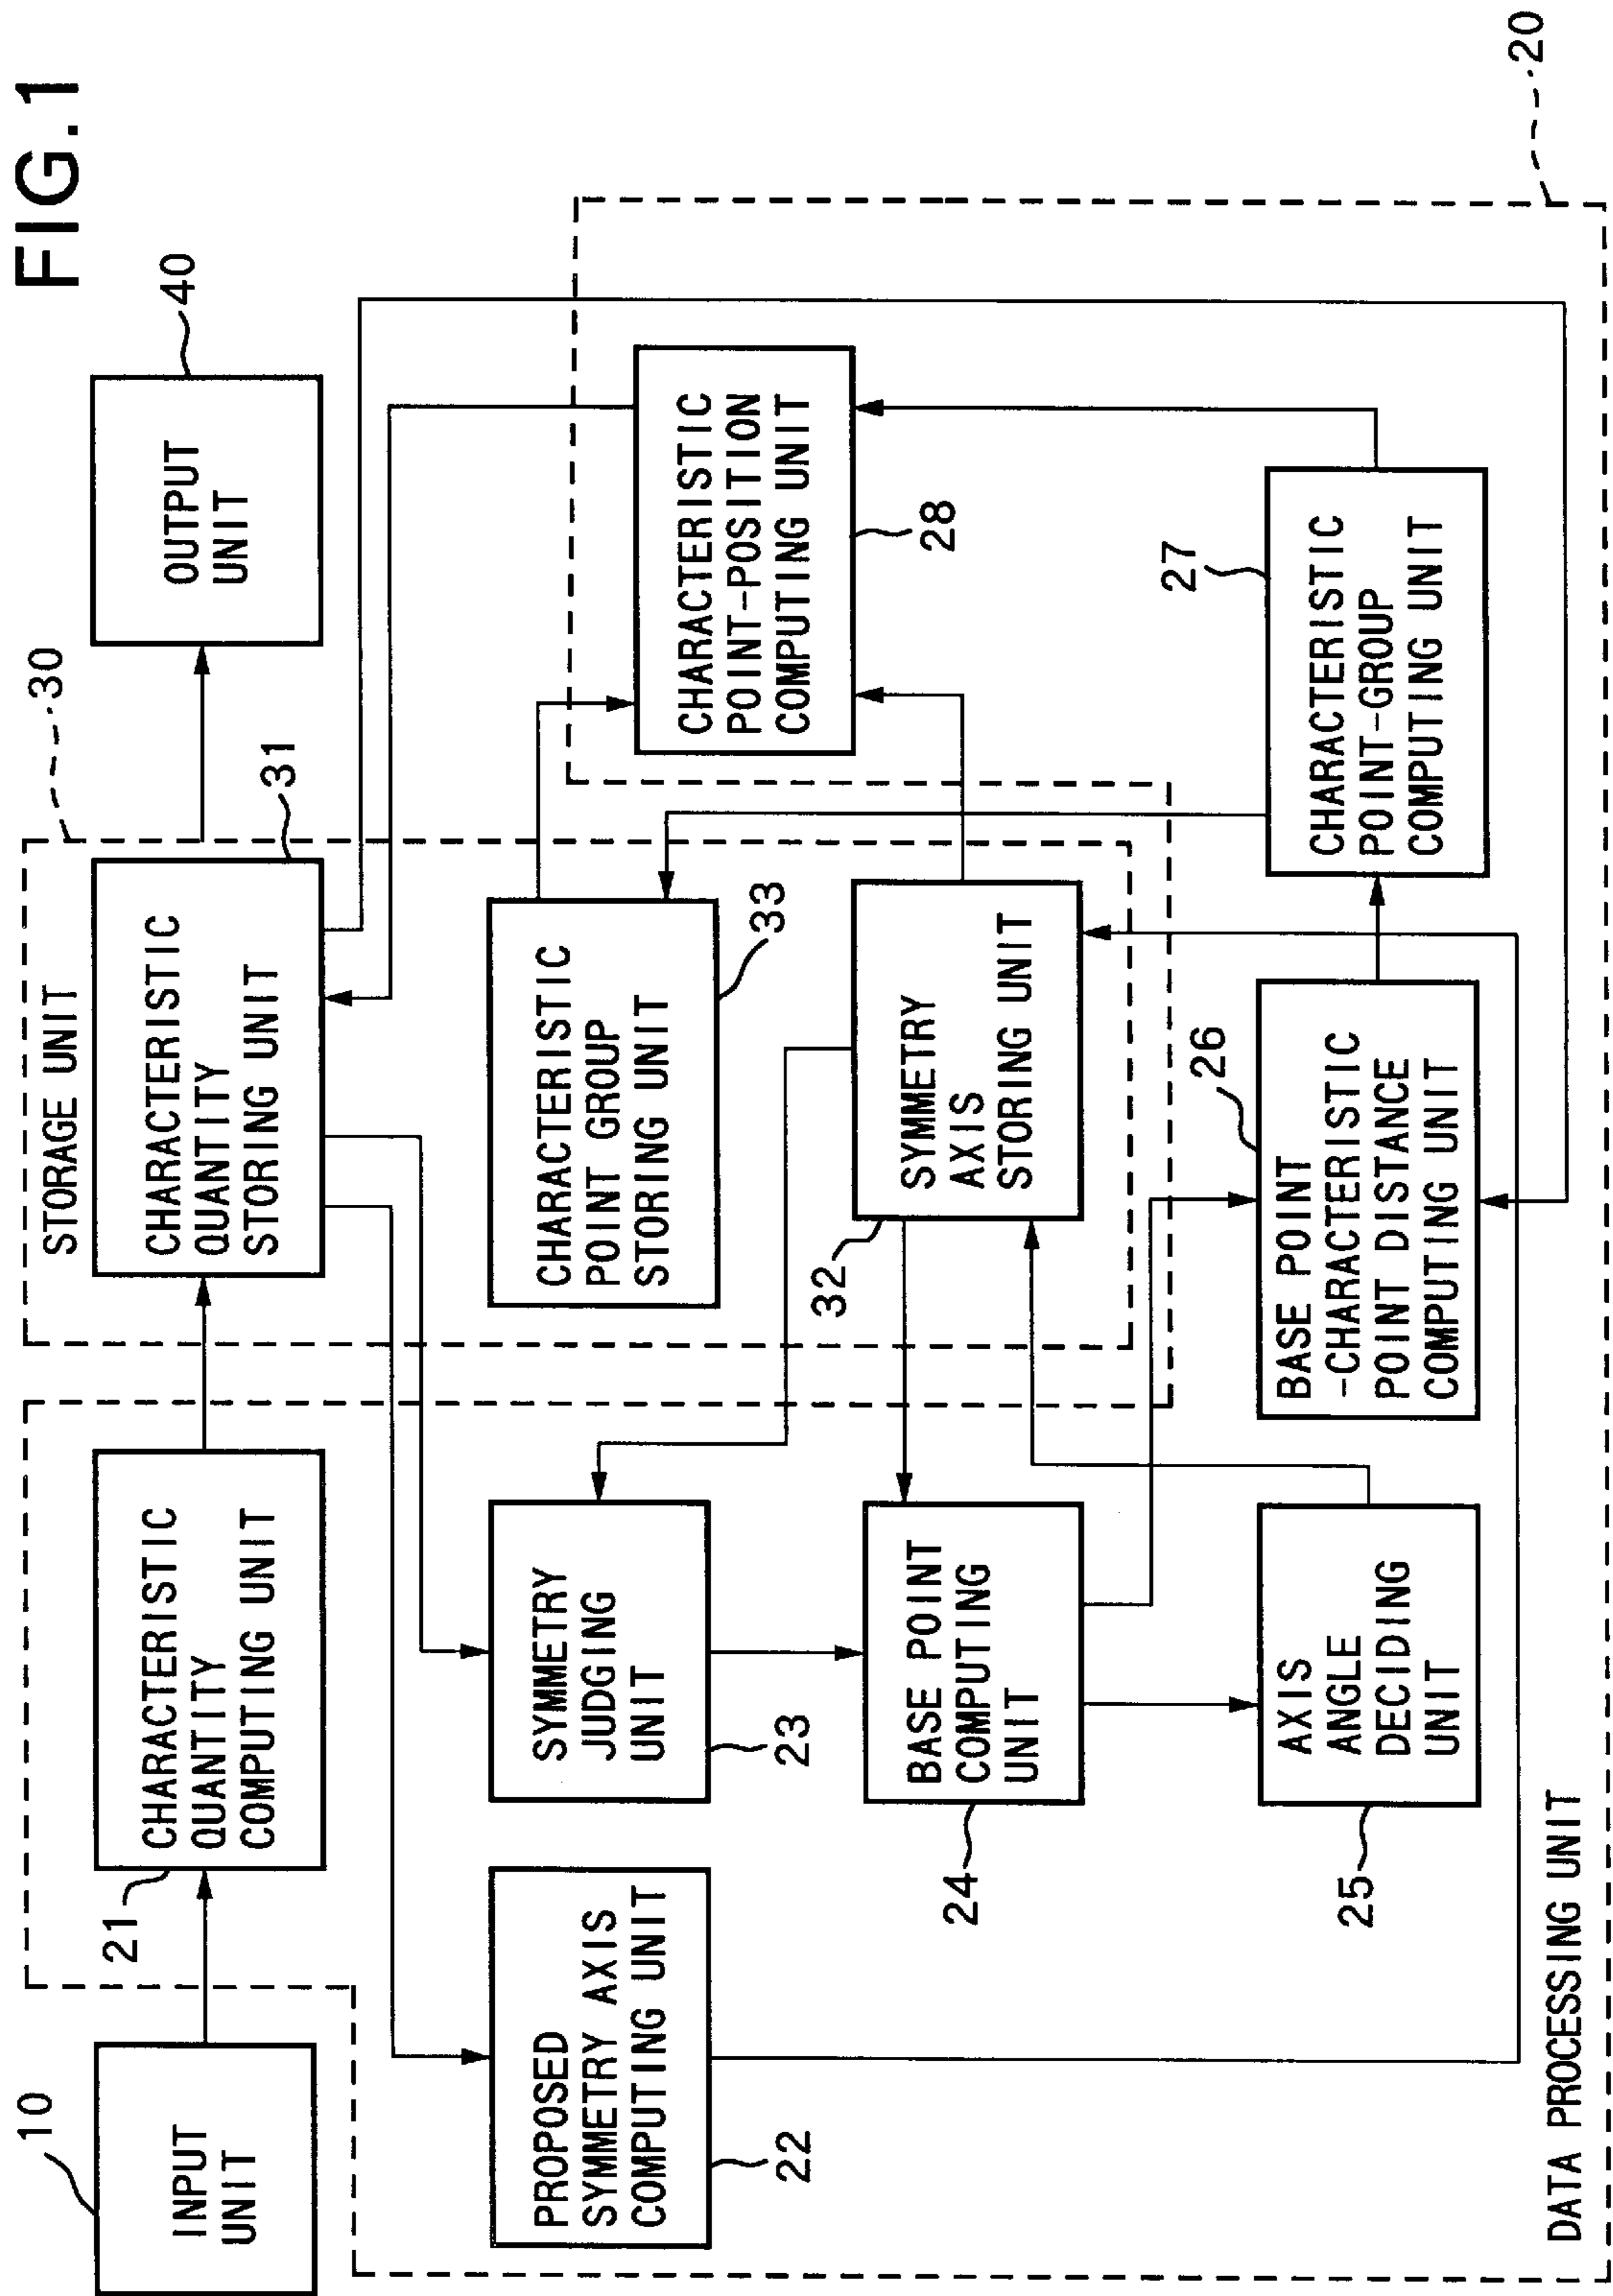 FIG.1
10
INPUT
UNIT
21
CHARACTERISTIC
QUANTITY
COMPUTING UNIT
STORAGE UNIT
30
CHARACTERISTIC
QUANTITY
STORING UNIT
31
OUTPUT
UNIT
40
PROPOSED
SYMMETRY AXIS
COMPUTING UNIT
22
SYMMETRY
JUDGING
UNIT
23
CHARACTERISTIC
POINT GROUP
STORING UNIT
33
CHARACTERISTIC
POINT-POSITION
COMPUTING UNIT
28
BASE POINT
COMPUTING
UNIT
24
SYMMETRY
AXIS
STORING UNIT
32
AXIS
ANGLE
DECIDING
UNIT
25
BASE POINT
-CHARACTERISTIC
POINT DISTANCE
COMPUTING UNIT
26
CHARACTERISTIC
POINT-GROUP
COMPUTING UNIT
27
DATA PROCESSING UNIT
20